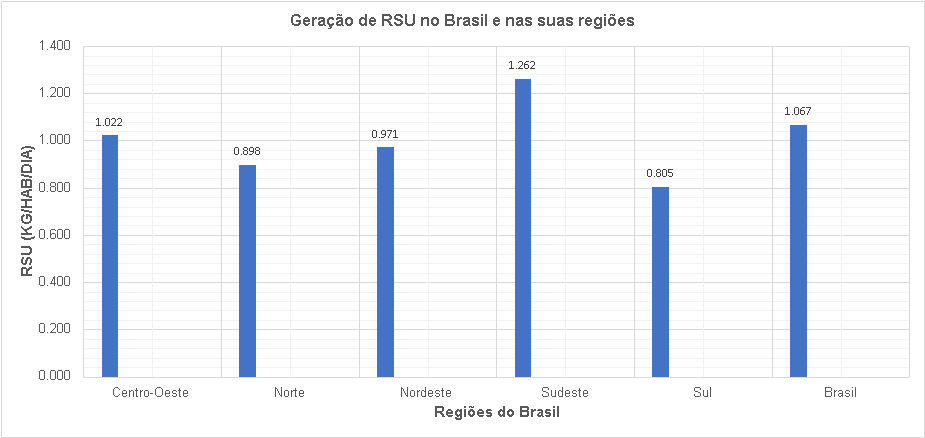 Geração de RSU no Brasil e nas suas regiões
RSU (KG/HAB/DIA)
1.400
1.200
1.000
0.800
0.600
0.400
0.200
0.000
1.022
0.898
0.971
1.262
0.805
1.067
Centro-Oeste
Norte
Nordeste
Sudeste
Sul
Brasil
Regiões do Brasil